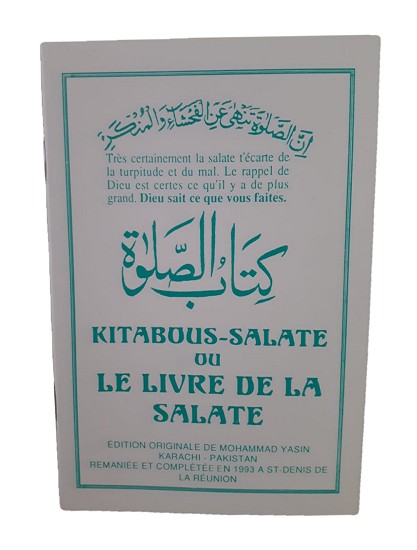 اِنَّ الصَّلٰوةَ تَنْهٰى عَنِ الْفَحْشَآءِ وَالْمُنْكَرِ
Très certainement la salate t'écarte de
la turpitude et du mal. Le rappel de
Dieu est certes ce qu'il y a de plus
grand. Dieu sait ce que vous faites.
كِتَابُ الصَّلٰوة
KITABOUS-SALATE
OU
LE LIVRE DE LA
SALATE
EDITION ORIGINALE DE MOHAMMAD YASIN
KARACHI - PAKISTAN
REMANIÉE ET COMPLÉTÉE EN 1993 A ST-DENIS DE
LA RÉUNION